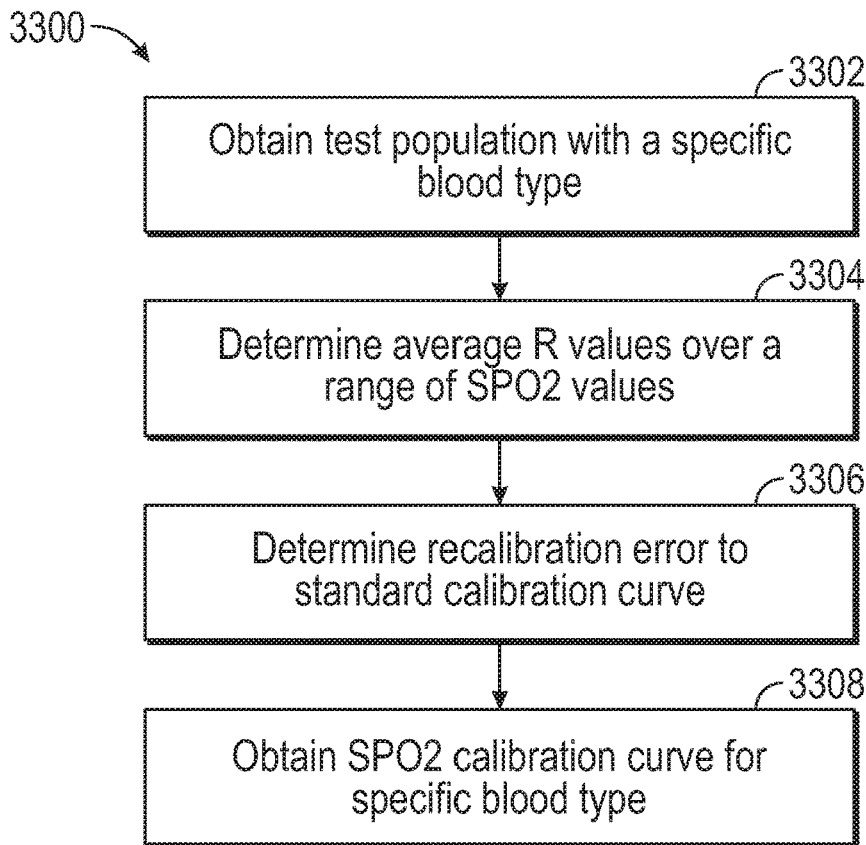 3300
3302
Obtain test population with a specific
blood type
3304
Determine average R values over a
range of SPO2 values
3306
Determine recalibration error to
standard calibration curve
3308
Obtain SPO2 calibration curve for
specific blood type